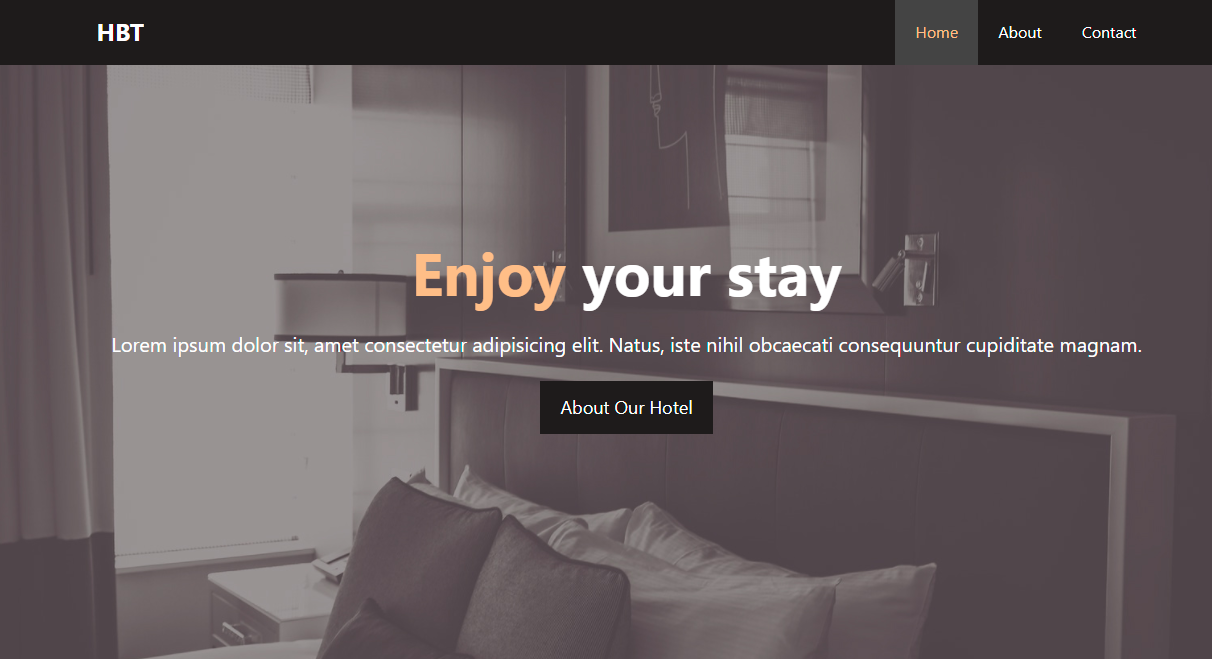 HBT
Home About Contact
Enjoy your stay
Lorem ipsum dolor sit, amet consectetur adipisicing elit. Natus, iste nihil obcaecati consequuntur cupiditate magnam.
About Our Hotel